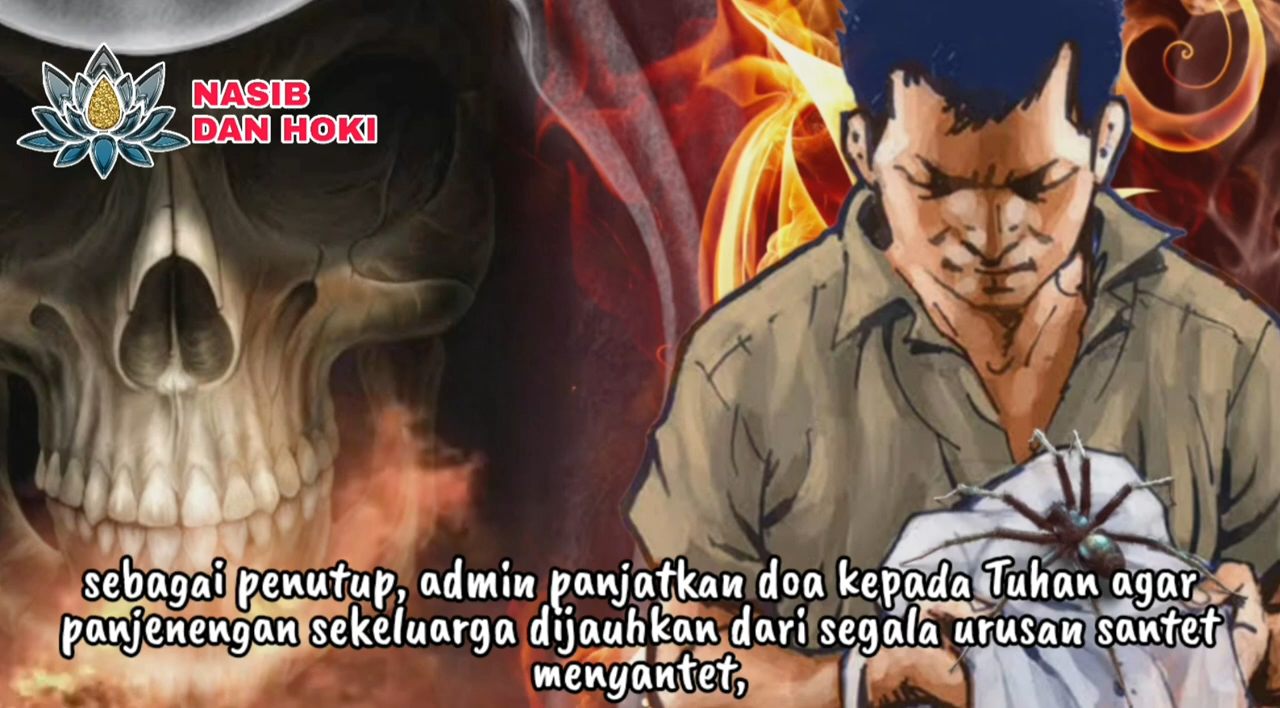 NASIB
DAN HOKI
sebagai penutup, admin panjatkan doa kepada Tuhan agar
panjenengan sekeluarga dijauhkan dari segala urusan santet
menyantet,